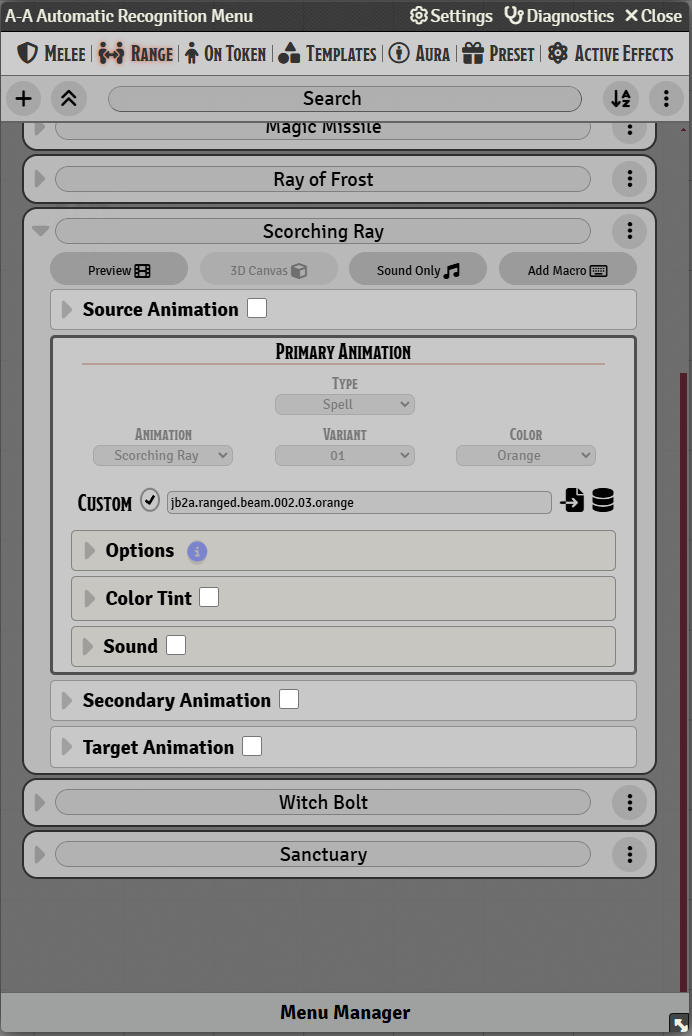 A-A Automatic Recognition Menu Settings Diagnostics Close
Melee Range On Token Templates Aura Preset Active Effects
Search
Magic Missile
Ray of Frost
Scorching Ray
Preview 3D Canvas Sound Only Add Macro
Source Animation
Primary Animation
Type
Spell
Animation Variant Color
Scorching Ray 01 Orange
Custom jb2a.ranged.beam.002.03.orange
Options
Color Tint
Sound
Secondary Animation
Target Animation
Witch Bolt
Sanctuary
Menu Manager